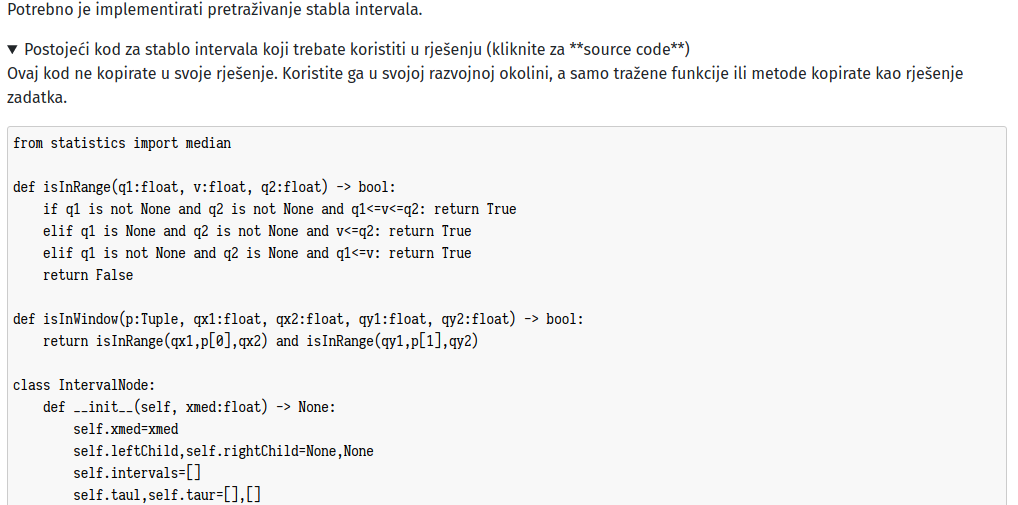 Potrebno je implementirati pretraživanje stabla intervala.
▼ Postojeći kod za stablo intervala koji trebate koristiti u rješenju (kliknite za **source code**)
Ovaj kod ne kopirate u svoje rješenje. Koristite ga u svojoj razvojnoj okolini, a samo tražene funkcije ili metode kopirate kao rješenje
zadatka.
from statistics import median
def isInRange(q1:float, v:float, q2:float) -> bool:
    if q1 is not None and q2 is not None and q1<=v<=q2: return True
    elif q1 is None and q2 is not None and v<=q2: return True
    elif q1 is not None and q2 is None and q1<=v: return True
    return False
def isInWindow(p:Tuple, qx1:float, qx2:float, qy1:float, qy2:float) -> bool:
    return isInRange(qx1,p[0],qx2) and isInRange(qy1,p[1],qy2)
class IntervalNode:
    def __init__(self, xmed:float) -> None:
        self.xmed=xmed
        self.leftChild,self.rightChild=None,None
        self.intervals=[]
        self.taul,self.taur=[],[]